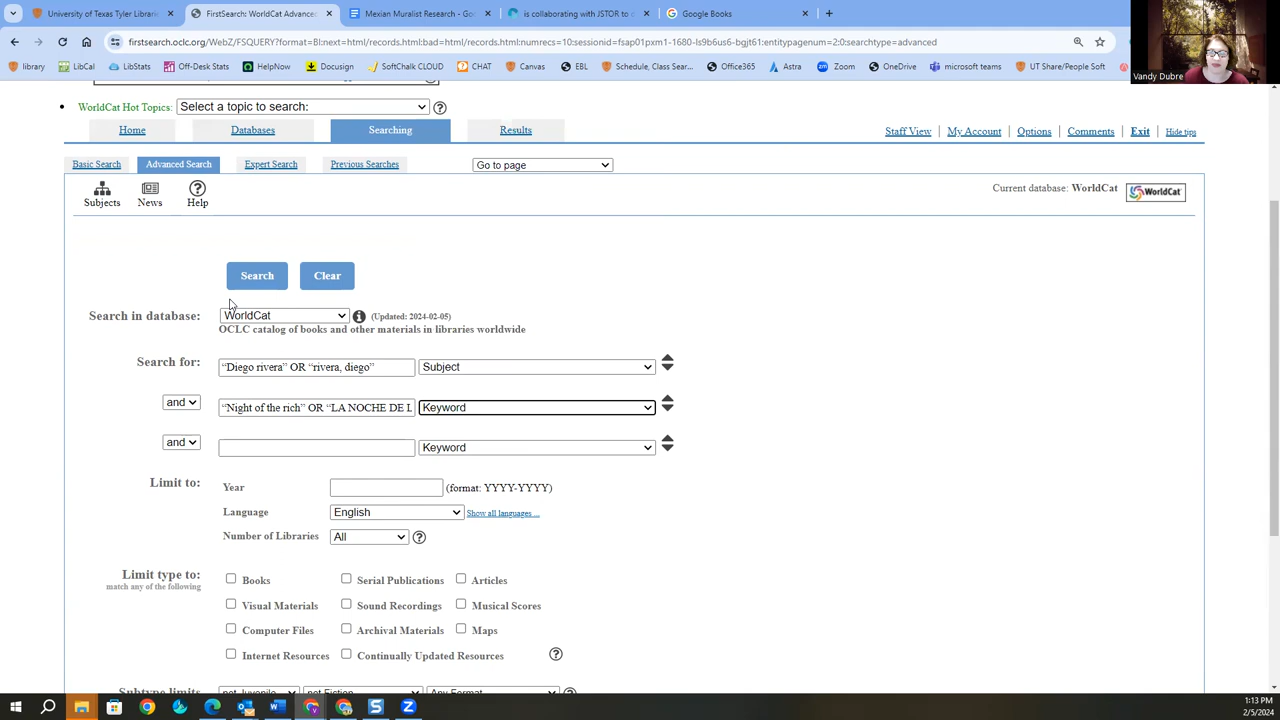 University of Texas Tyler Librari
FirstSearch: WorldCat Advance
Mexian Muralist Research - Go
is collaborating with JSTOR to
Google Books
firstsearch.oclc.org/WebZ/FSQUERY?format=BI:next=html/records.html:bad=html/records.html:numrecs=10:sessionid=fsap01pxm1-1680-ls9b6us6-bgjt61:entitypagenum=2:0:searchtype=advanced
library LibCal LibStats Off-Desk Stats HelpNow Docusign SoftChalk CLOUD CHAT Canvas EBL Schedule, Class Sear... Office365 Astra Zoom OneDrive microsoft teams UT Share/People Soft
Vandy Dubre
WorldCat Hot Topics: Select a topic to search:
Home Databases Searching Results
Staff View My Account Options Comments Exit Hide tips
Basic Search Advanced Search Expert Search Previous Searches Go to page
Subjects News Help
Current database: WorldCat WorldCat
Search Clear
Search in database: WorldCat (Updated: 2024-02-05)
OCLC catalog of books and other materials in libraries worldwide
Search for: “Diego rivera” OR “rivera, diego” Subject
and “Night of the rich” OR “LA NOCHE DE L Keyword
and Keyword
Limit to: Year (format: YYYY-YYYY)
Language English Show all languages ...
Number of Libraries All
Limit type to:
match any of the following
Books Serial Publications Articles
Visual Materials Sound Recordings Musical Scores
Computer Files Archival Materials Maps
Internet Resources Continually Updated Resources
Subtype limits not Juvenile not Fiction Any Format
1:13 PM
2/5/2024